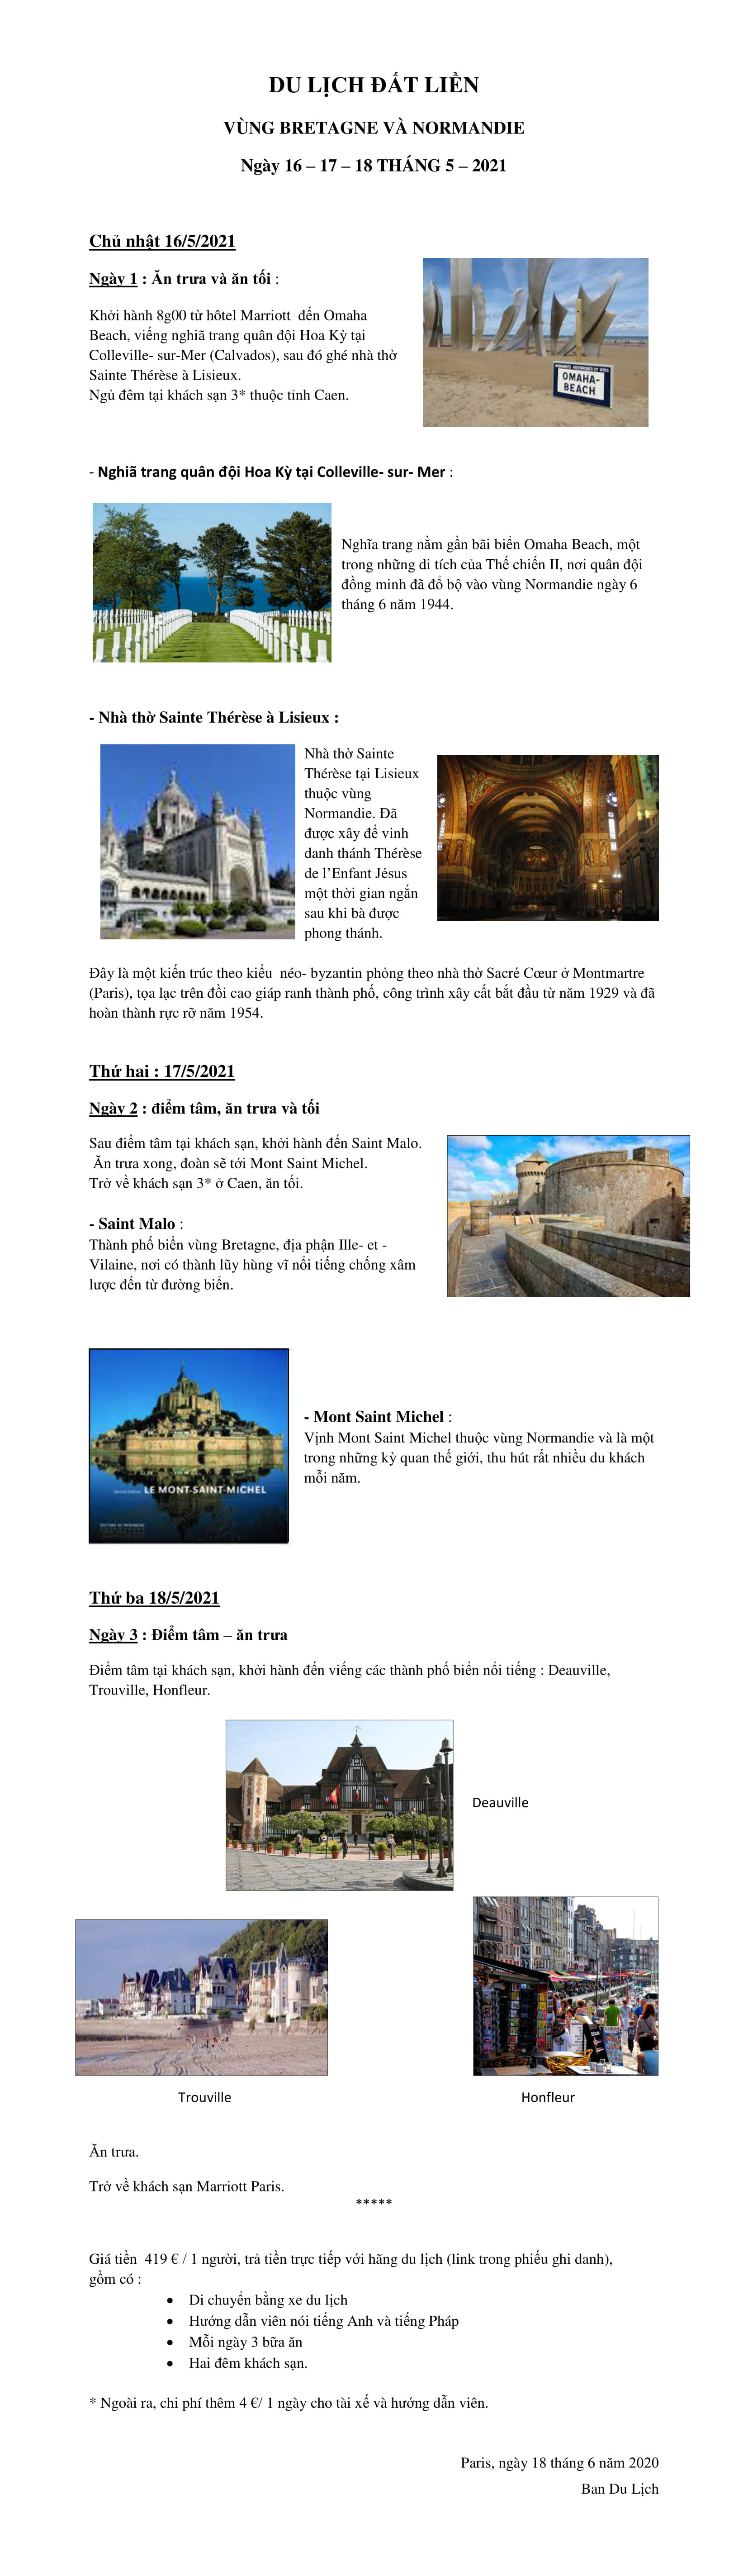 DU LỊCH ĐẤT LIỀN
VÙNG BRETAGNE VÀ NORMANDIE
Ngày 16 – 17 – 18 THÁNG 5 – 2021
Chủ nhật 16/5/2021
Ngày 1 : Ăn trưa và ăn tối :
Khởi hành 8g00 từ hôtel Marriott đến Omaha
Beach, viếng nghiã trang quân đội Hoa Kỳ tại
Colleville- sur-Mer (Calvados), sau đó ghé nhà thờ
Sainte Thérèse à Lisieux.
Ngủ đêm tại khách sạn 3* thuộc tỉnh Caen.
OMAHA-
BEACH
- Nghiã trang quân đội Hoa Kỳ tại Colleville- sur- Mer :
Nghĩa trang nằm gần bãi biển Omaha Beach, một
trong những di tích của Thế chiến II, nơi quân đội
đồng minh đã đổ bộ vào vùng Normandie ngày 6
tháng 6 năm 1944.
- Nhà thờ Sainte Thérèse à Lisieux :
Nhà thờ Sainte
Thérèse tại Lisieux
thuộc vùng
Normandie. Đã
được xây để vinh
danh thánh Thérèse
de l’Enfant Jésus
một thời gian ngắn
sau khi bà được
phong thánh.
Đây là một kiến trúc theo kiểu néo- byzantin phỏng theo nhà thờ Sacré Cœur ở Montmartre
(Paris), tọa lạc trên đồi cao giáp ranh thành phố, công trình xây cất bắt đầu từ năm 1929 và đã
hoàn thành rực rỡ năm 1954.
Thứ hai : 17/5/2021
Ngày 2 : điểm tâm, ăn trưa và tối
Sau điểm tâm tại khách sạn, khởi hành đến Saint Malo.
Ăn trưa xong, đoàn sẽ tới Mont Saint Michel.
Trở về khách sạn 3* ở Caen, ăn tối.
- Saint Malo :
Thành phố biển vùng Bretagne, địa phận Ille- et -
Vilaine, nơi có thành lũy hùng vĩ nổi tiếng chống xâm
lược đến từ đường biển.
LE MONT-SAINT-MICHEL
- Mont Saint Michel :
Vịnh Mont Saint Michel thuộc vùng Normandie và là một
trong những kỳ quan thế giới, thu hút rất nhiều du khách
mỗi năm.
Thứ ba 18/5/2021
Ngày 3 : Điểm tâm – ăn trưa
Điểm tâm tại khách sạn, khởi hành đến viếng các thành phố biển nổi tiếng : Deauville,
Trouville, Honfleur.
Deauville
Trouville
Honfleur
Ăn trưa.
Trở về khách sạn Marriott Paris.
*****
Giá tiền 419 € / 1 người, trả tiền trực tiếp với hãng du lịch (link trong phiếu ghi danh),
gồm có :
• Di chuyển bằng xe du lịch
• Hướng dẫn viên nói tiếng Anh và tiếng Pháp
• Mỗi ngày 3 bữa ăn
• Hai đêm khách sạn.
* Ngoài ra, chi phí thêm 4 €/ 1 ngày cho tài xế và hướng dẫn viên.
Paris, ngày 18 tháng 6 năm 2020
Ban Du Lịch